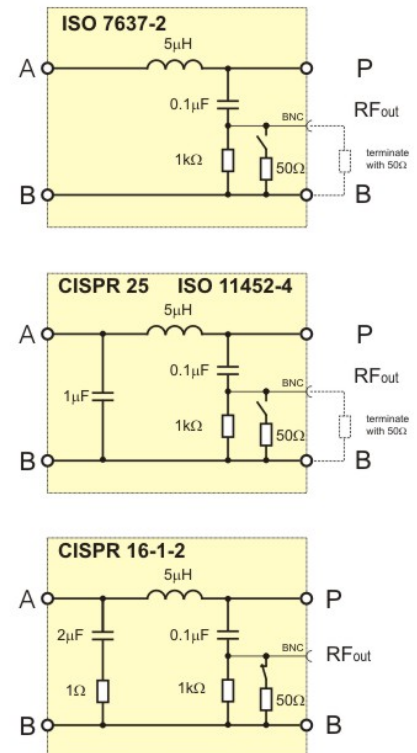 ISO 7637-2
5µH
A
P
0.1µF
RFout
BNC
1kΩ
50Ω
terminate
with 50Ω
B
B
CISPR 25 ISO 11452-4
5µH
A
P
0.1µF
RFout
1µF
BNC
1kΩ
50Ω
terminate
with 50Ω
B
B
CISPR 16-1-2
5µH
A
P
2µF
0.1µF
BNC
RFout
1Ω
1kΩ
50Ω
B
B